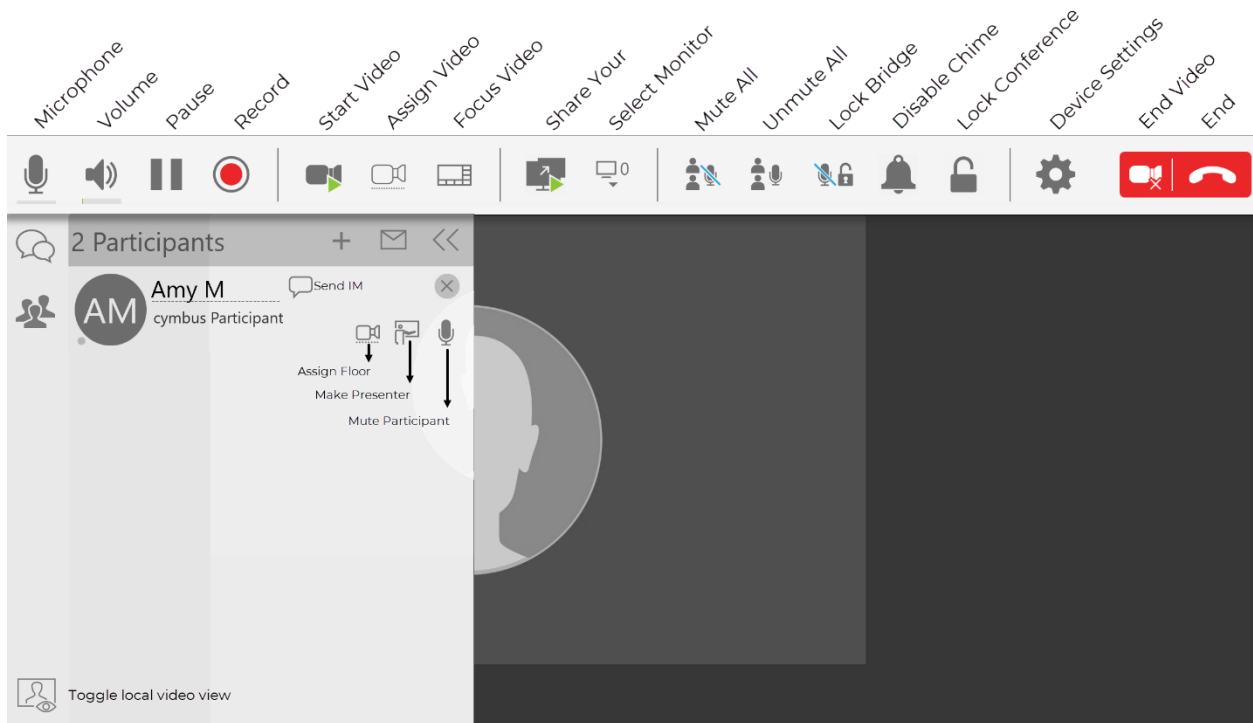 Microphone
Volume
Pause
Record
Start Video
Assign Video
Focus Video
Share Your
Select Monitor
Mute All
Unmute All
Lock Bridge
Disable Chime
Lock Conference
Device Settings
End Video
End
0
2 Participants
AM
Amy M
Send IM
cymbus Participant
Assign Floor
Make Presenter
Mute Participant
Toggle local video view